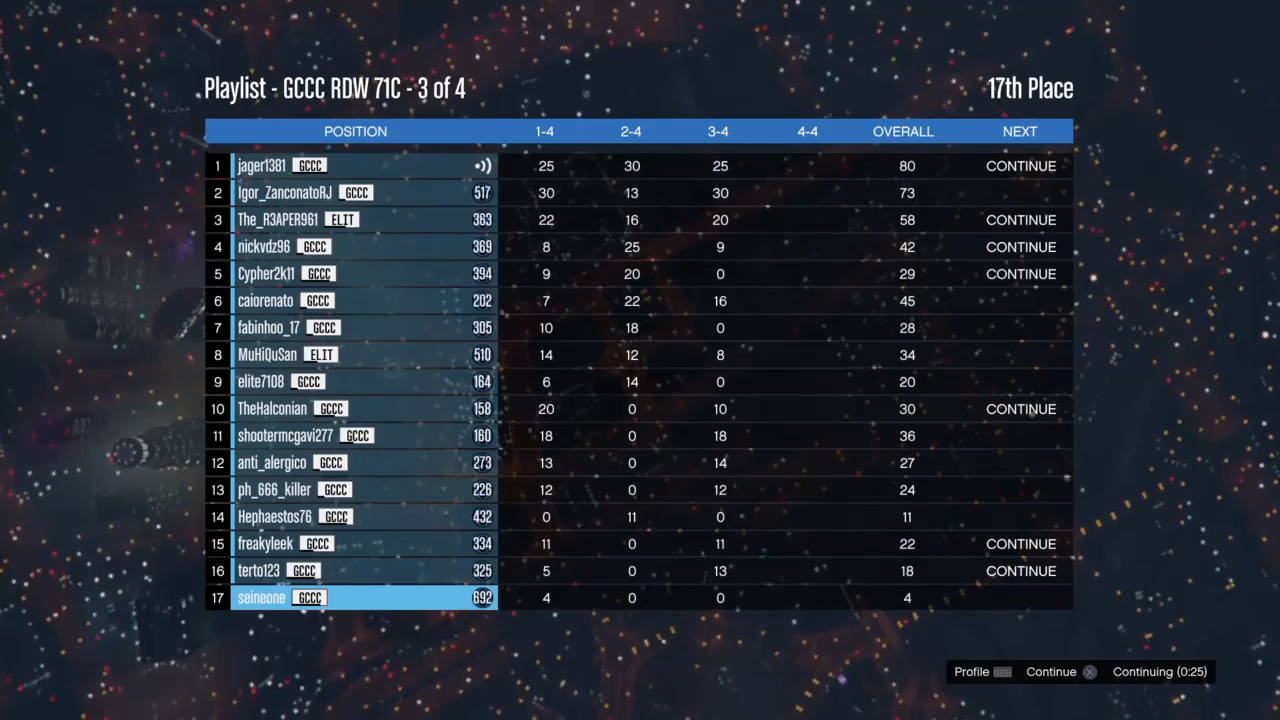 Playlist - GCCC RDW 71C - 3 of 4 17th Place
POSITION 1-4 2-4 3-4 4-4 OVERALL NEXT
1 jager1381 GCCC 25 30 25 80 CONTINUE
2 Igor_ZanconatoRJ GCCC 517 30 13 30 73
3 The_R3APER961 ELIT 363 22 16 20 58 CONTINUE
4 nickvdz96 GCCC 369 8 25 9 42 CONTINUE
5 Cypher2k11 GCCC 394 9 20 0 29 CONTINUE
6 caiorenato GCCC 202 7 22 16 45
7 fabinhoo_17 GCCC 305 10 18 0 28
8 MuHiQuSan ELIT 510 14 12 8 34
9 elite7108 GCCC 164 6 14 0 20
10 TheHalconian GCCC 158 20 0 10 30 CONTINUE
11 shootermcgavi277 GCCC 160 18 0 18 36
12 anti_alergico GCCC 273 13 0 14 27
13 ph_666_killer GCCC 226 12 0 12 24
14 Hephaestos76 GCCC 432 0 11 0 11
15 freakyleek GCCC 334 11 0 11 22 CONTINUE
16 terto123 GCCC 325 5 0 13 18 CONTINUE
17 seineone GCCC 692 4 0 0 4
Profile Continue Continuing (0:25)